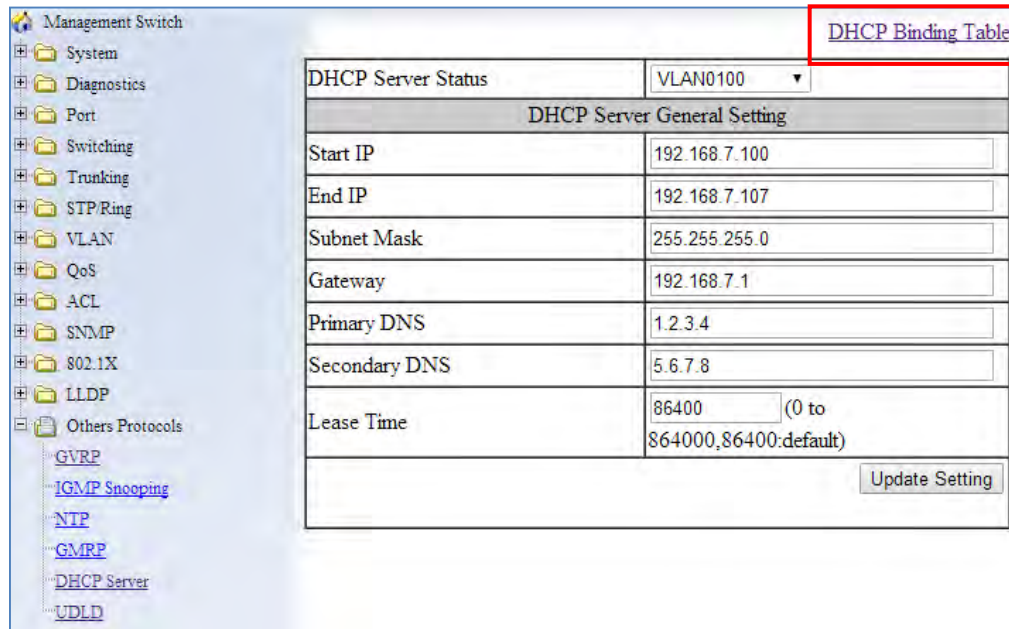 Management Switch
System
Diagnostics
Port
Switching
Trunking
STP/Ring
VLAN
QoS
ACL
SNMP
802.1X
LLDP
Others Protocols
GVRP
IGMP Snooping
NTP
GMRP
DHCP Server
UDLD
DHCP Binding Table
DHCP Server Status VLAN0100
DHCP Server General Setting
Start IP 192.168.7.100
End IP 192.168.7.107
Subnet Mask 255.255.255.0
Gateway 192.168.7.1
Primary DNS 1.2.3.4
Secondary DNS 5.6.7.8
Lease Time 86400 (0 to
864000,86400:default)
Update Setting